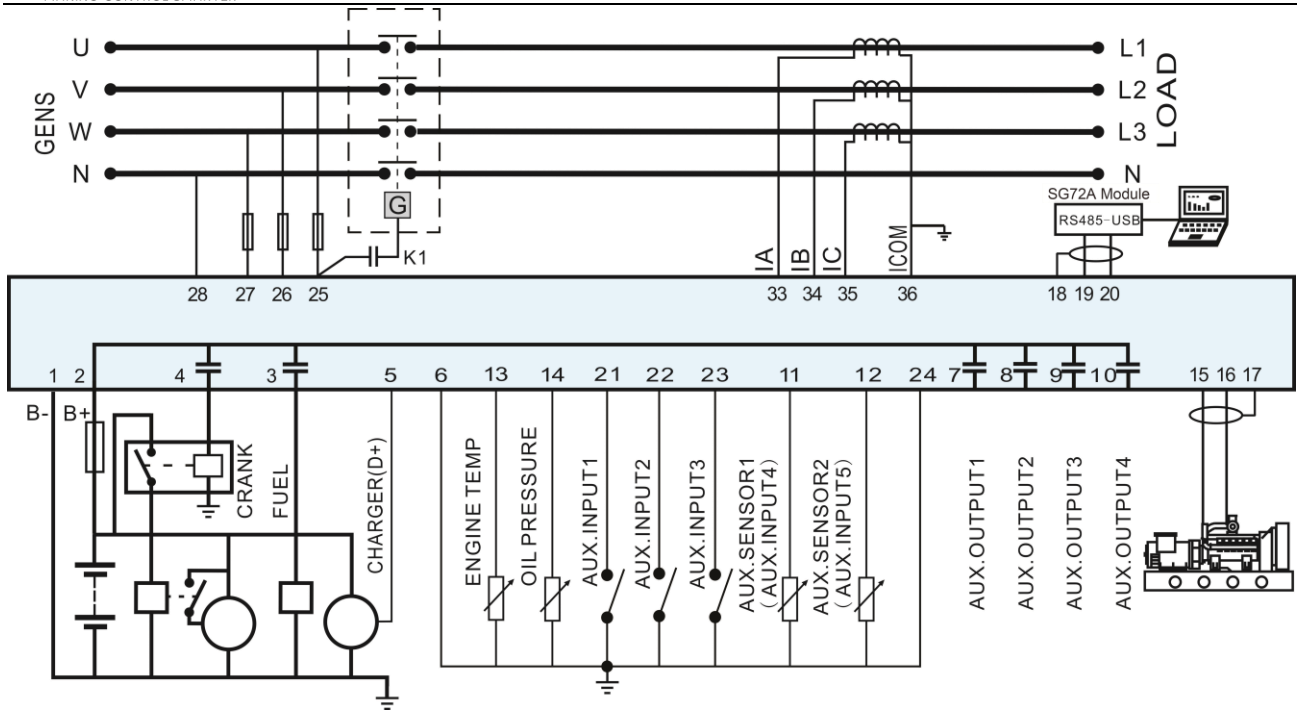 GENS
U
V
W
N
G
K1
L1
L2
L3
N
LOAD
SG72A Module
RS485-USB
IA
IB
IC
ICOM
28 27 26 25 33 34 35 36 18 19 20
1 2 4 3 5 6 13 14 21 22 23 11 12 24 7 8 9 10 15 16 17
B- B+
CRANK
FUEL
CHARGER(D+)
ENGINE TEMP
OIL PRESSURE
AUX.INPUT1
AUX.INPUT2
AUX.INPUT3
AUX.SENSOR1
(AUX.INPUT4)
AUX.SENSOR2
(AUX.INPUT5)
AUX.OUTPUT1
AUX.OUTPUT2
AUX.OUTPUT3
AUX.OUTPUT4